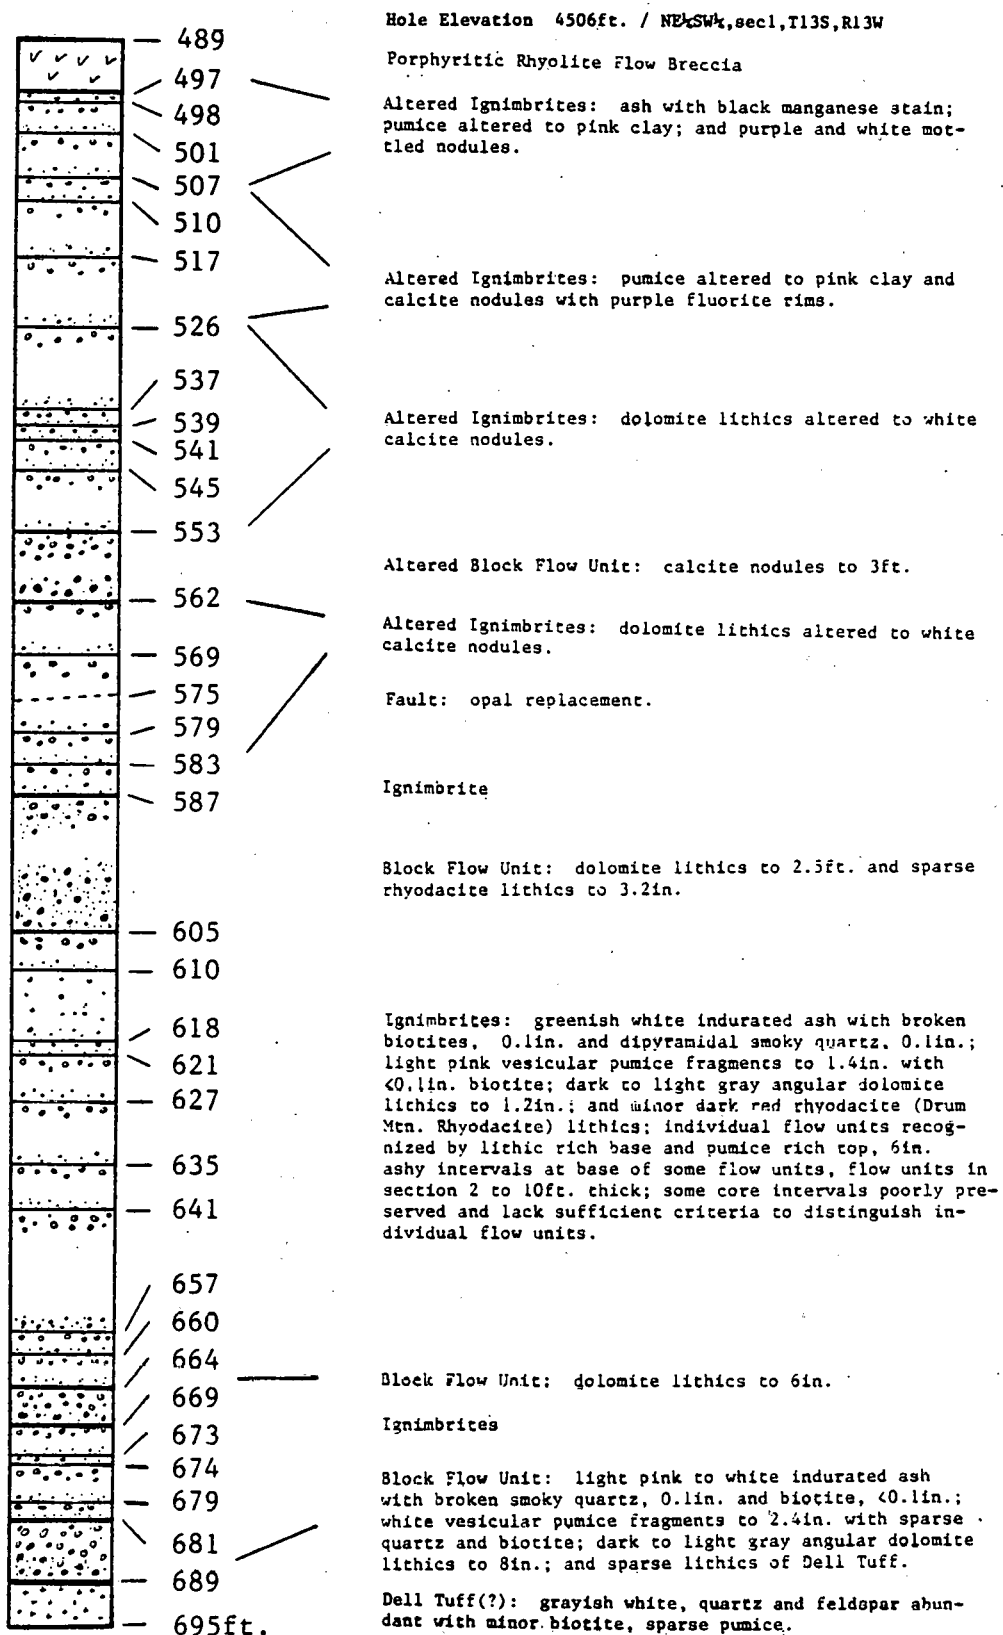 Hole Elevation 4506ft. / NE¼SW¼,sec1,T13S,R13W
489
Porphyritic Rhyolite Flow Breccia
497
498
501
507
Altered Ignimbrites: ash with black manganese stain;
pumice altered to pink clay; and purple and white mot-
tled nodules.
510
517
526
Altered Ignimbrites: pumice altered to pink clay and
calcite nodules with purple fluorite rims.
537
539
541
545
553
Altered Ignimbrites: dolomite lithics altered to white
calcite nodules.
Altered Block Flow Unit: calcite nodules to 3ft.
562
569
Altered Ignimbrites: dolomite lithics altered to white
calcite nodules.
575
Fault: opal replacement.
579
583
587
Ignimbrite
Block Flow Unit: dolomite lithics to 2.5ft. and sparse
rhyodacite lithics to 3.2in.
605
610
618
621
627
635
641
Ignimbrites: greenish white indurated ash with broken
biotites, 0.1in. and dipyramidal smoky quartz, 0.1in.;
light pink vesicular pumice fragments to 1.4in. with
<0.1in. biotite; dark to light gray angular dolomite
lithics to 1.2in.; and minor dark red rhyodacite (Drum
Mtn. Rhyodacite) lithics; individual flow units recog-
nized by lithic rich base and pumice rich top, 6in.
ashy intervals at base of some flow units, flow units in
section 2 to 10ft. thick; some core intervals poorly pre-
served and lack sufficient criteria to distinguish in-
dividual flow units.
657
660
664
669
Block Flow Unit: dolomite lithics to 6in.
673
Ignimbrites
674
679
681
689
Block Flow Unit: light pink to white indurated ash
with broken smoky quartz, 0.1in. and biotite, <0.1in.;
white vesicular pumice fragments to 2.4in. with sparse
quartz and biotite; dark to light gray angular dolomite
lithics to 8in.; and sparse lithics of Dell Tuff.
695ft.
Dell Tuff(?): grayish white, quartz and feldspar abun-
dant with minor biotite, sparse pumice.